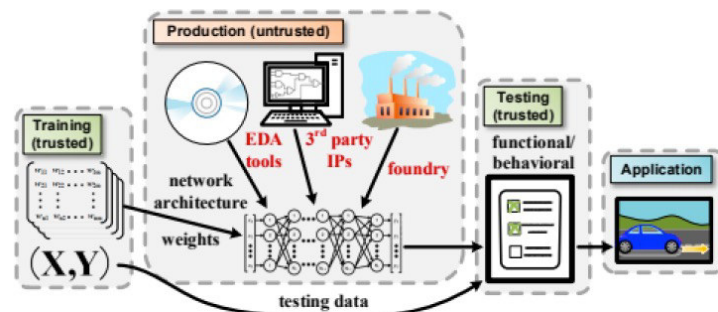 Production (untrusted)
Training
(trusted)
EDA
tools
3rd party
IPs
foundry
network
architecture
weights
(X,Y)
testing data
Testing
(trusted)
functional/
behavioral
Application